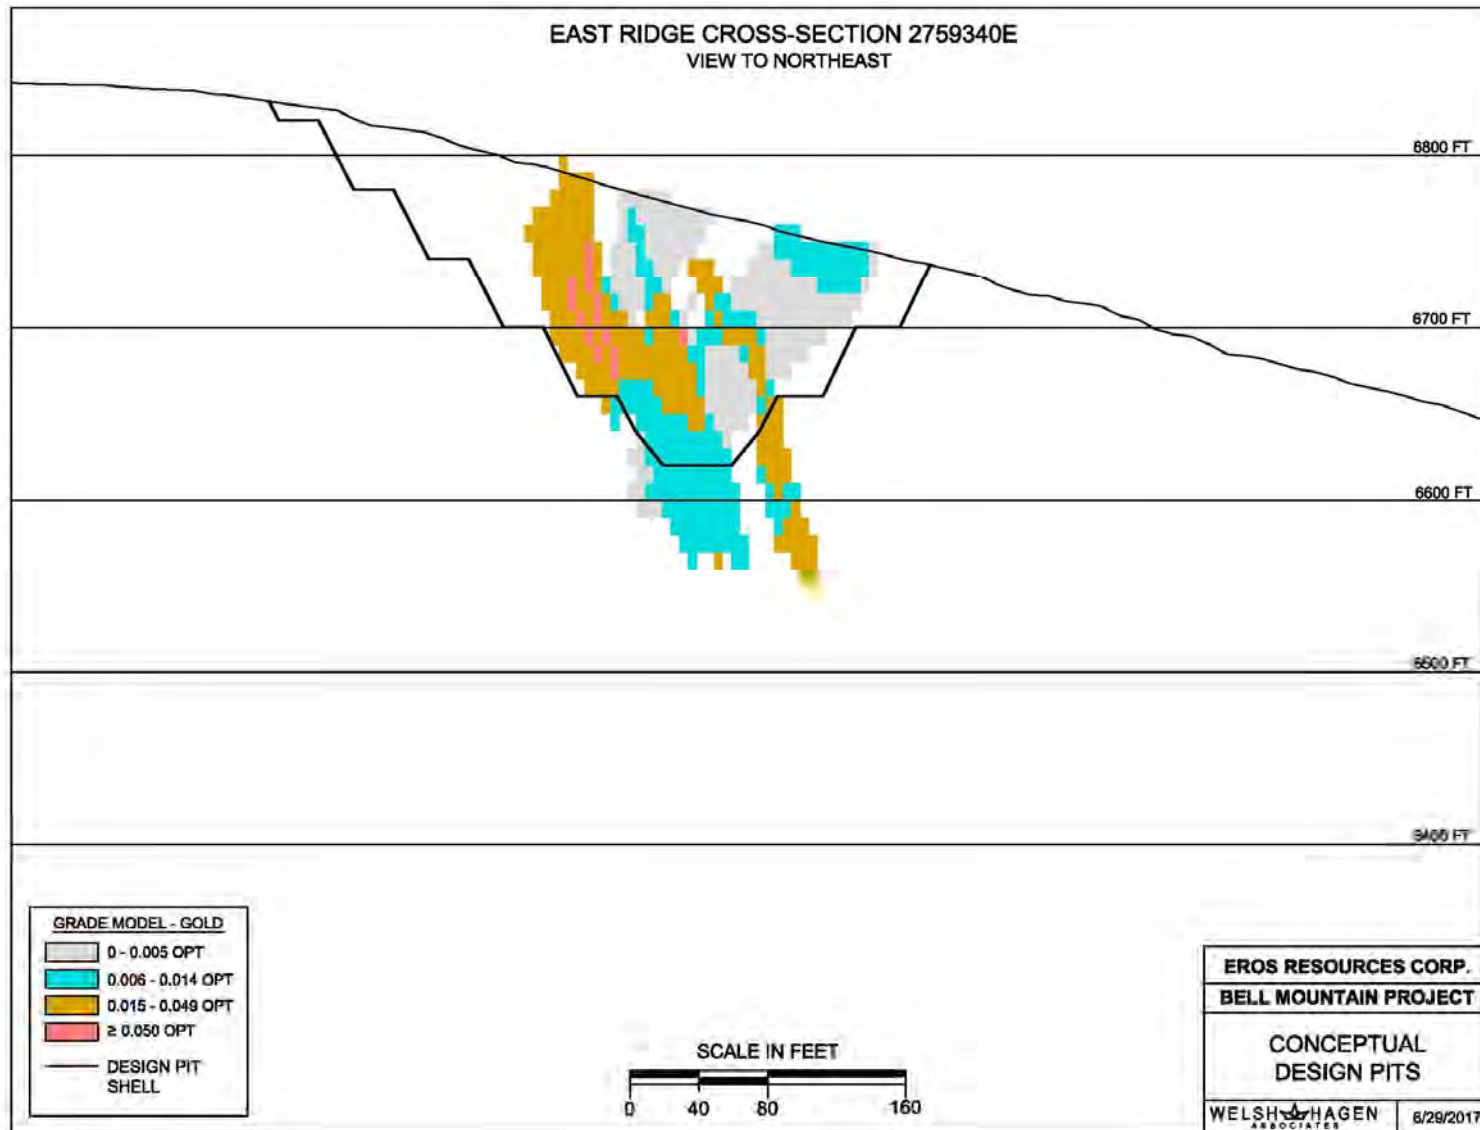 EAST RIDGE CROSS-SECTION 2759340E
VIEW TO NORTHEAST
6800 FT
6700 FT
6600 FT
6500 FT
6400 FT
GRADE MODEL - GOLD
0 - 0.005 OPT
0.006 - 0.014 OPT
0.015 - 0.049 OPT
≥ 0.050 OPT
DESIGN PIT
SHELL
SCALE IN FEET
0 40 80 160
EROS RESOURCES CORP.
BELL MOUNTAIN PROJECT
CONCEPTUAL
DESIGN PITS
WELSH HAGEN
ASSOCIATES
6/29/2017